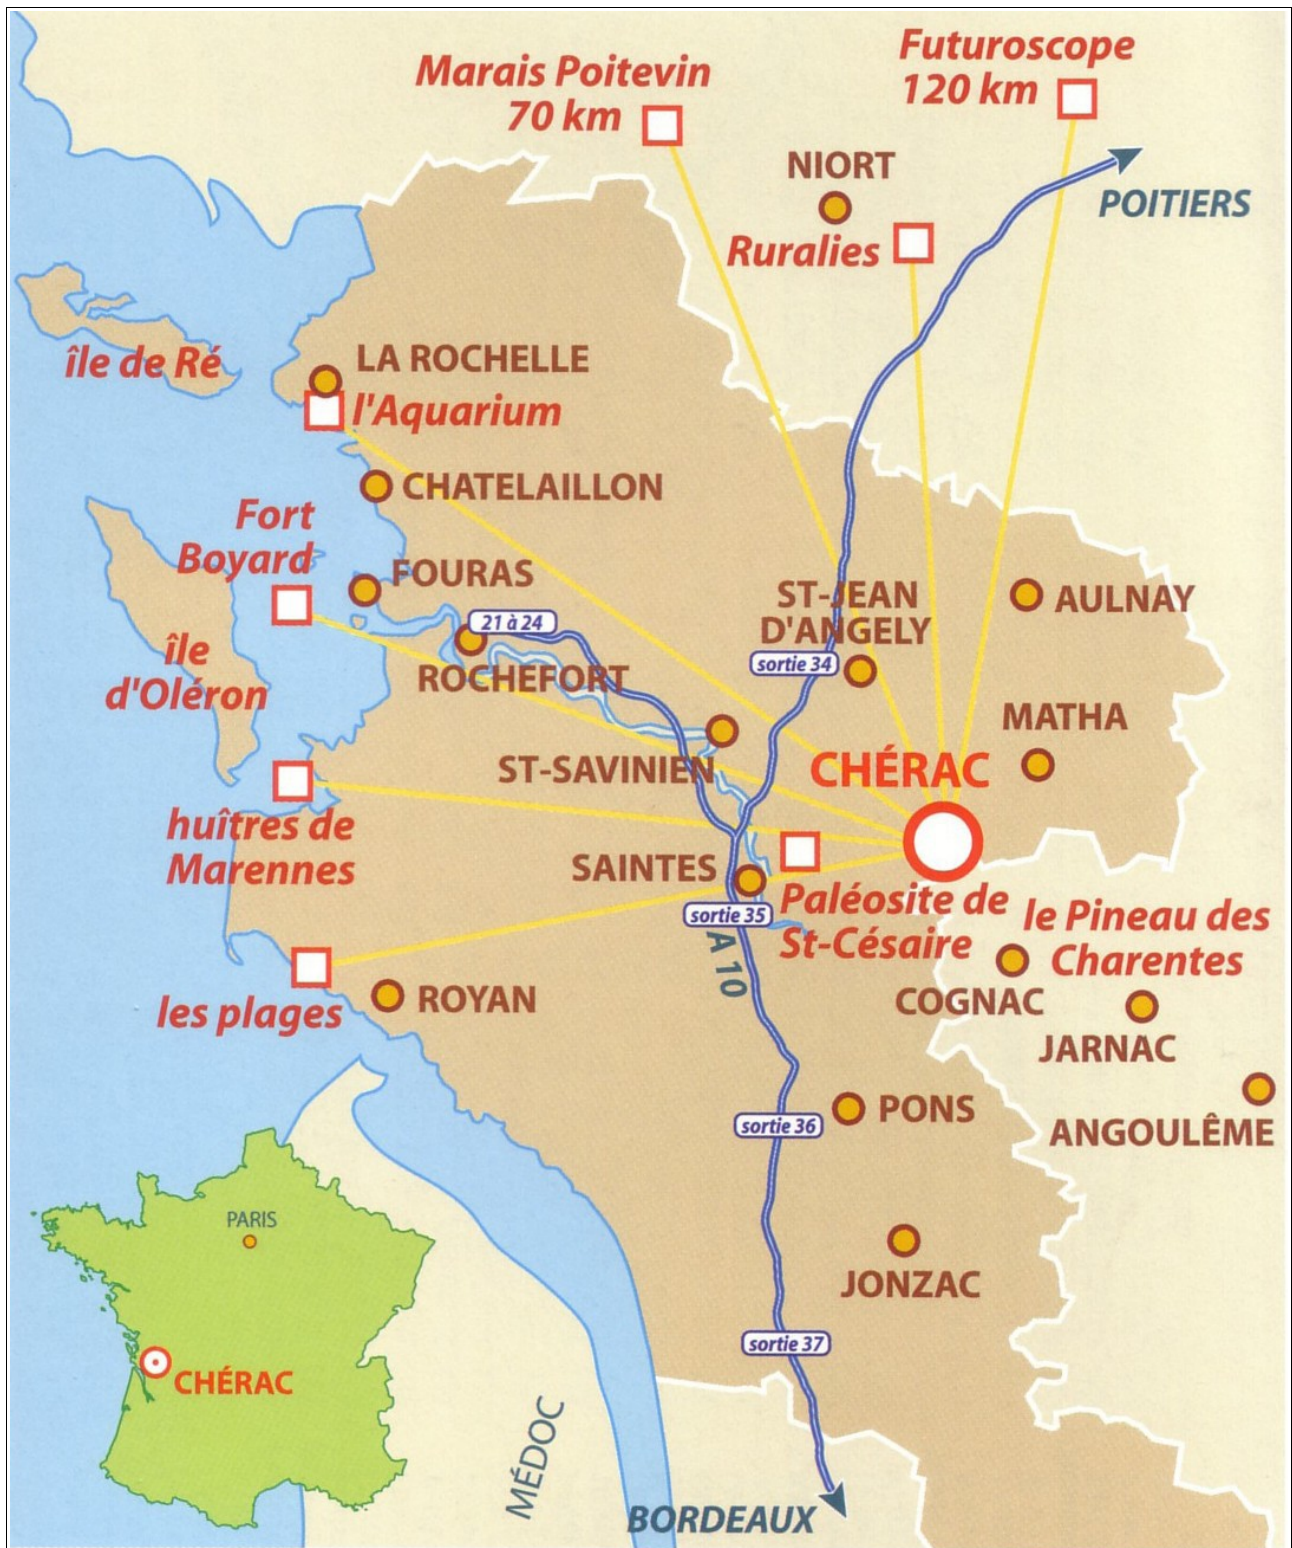 Futuroscope
120 km
Marais Poitevin
70 km
NIORT
POITIERS
Ruralies
LA ROCHELLE
île de Ré
l'Aquarium
CHATELAILLON
Fort
Boyard
FOURAS
ST-JEAN
D'ANGELY
AULNAY
21 à 24
île
d'Oléron
ROCHEFORT
sortie 34
MATHA
ST-SAVINIEN
CHÉRAC
huîtres de
Marennes
SAINTES
Paléosite de
St-Césaire
le Pineau des
Charentes
sortie 35
A 10
COGNAC
les plages
ROYAN
JARNAC
PONS
sortie 36
ANGOULÊME
PARIS
JONZAC
sortie 37
CHÉRAC
MÉDOC
BORDEAUX